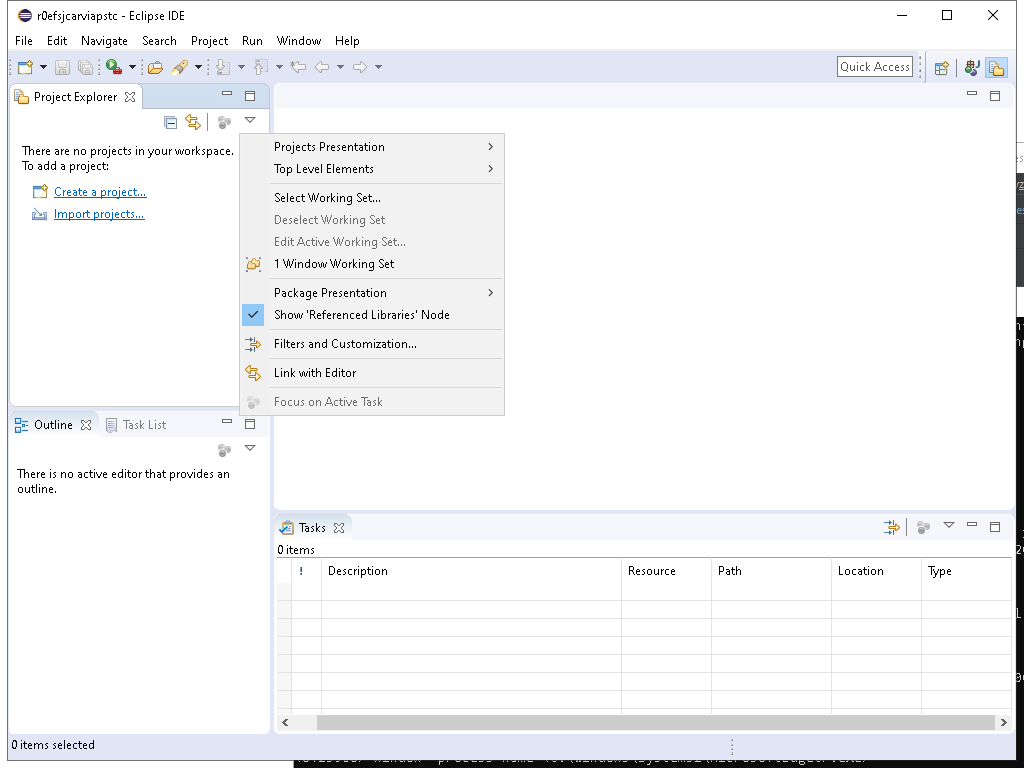 r0efsjcarviapstc - Eclipse IDE
File Edit Navigate Search Project Run Window Help
Quick Access
Project Explorer
There are no projects in your workspace.
To add a project:
Create a project...
Import projects...
Projects Presentation
Top Level Elements
Select Working Set...
Deselect Working Set
Edit Active Working Set...
1 Window Working Set
Package Presentation
Show 'Referenced Libraries' Node
Filters and Customization...
Link with Editor
Focus on Active Task
Outline Task List
There is no active editor that provides an
outline.
Tasks
0 items
! Description Resource Path Location Type
0 items selected